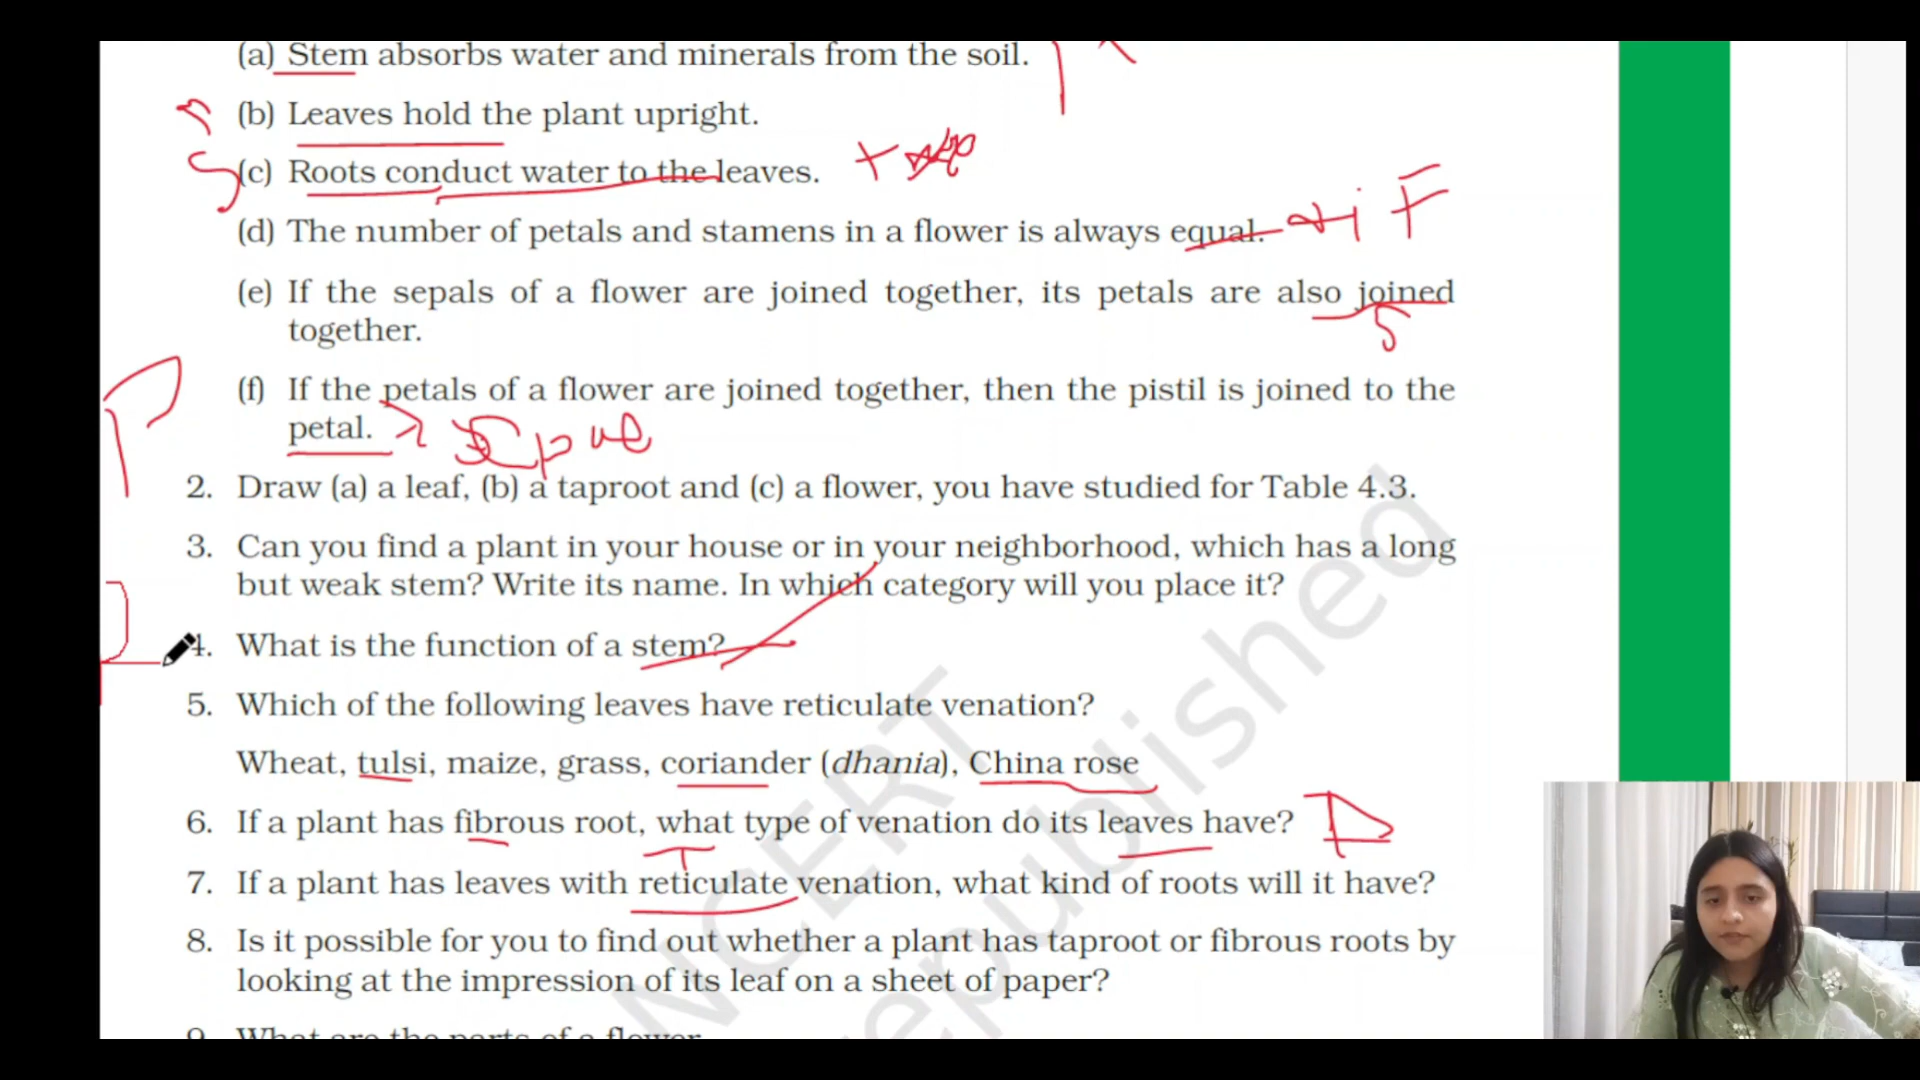 (a) Stem absorbs water and minerals from the soil.
(b) Leaves hold the plant upright.
(c) Roots conduct water to the leaves.
(d) The number of petals and stamens in a flower is always equal.
F
(e) If the sepals of a flower are joined together, its petals are also joined
together.
(f) If the petals of a flower are joined together, then the pistil is joined to the
petal.
2. Draw (a) a leaf, (b) a taproot and (c) a flower, you have studied for Table 4.3.
3. Can you find a plant in your house or in your neighborhood, which has a long
but weak stem? Write its name. In which category will you place it?
4. What is the function of a stem?
5. Which of the following leaves have reticulate venation?
Wheat, tulsi, maize, grass, coriander (dhania), China rose
6. If a plant has fibrous root, what type of venation do its leaves have?
7. If a plant has leaves with reticulate venation, what kind of roots will it have?
8. Is it possible for you to find out whether a plant has taproot or fibrous roots by
looking at the impression of its leaf on a sheet of paper?
9. What are the parts of a flower
NCERT
republished